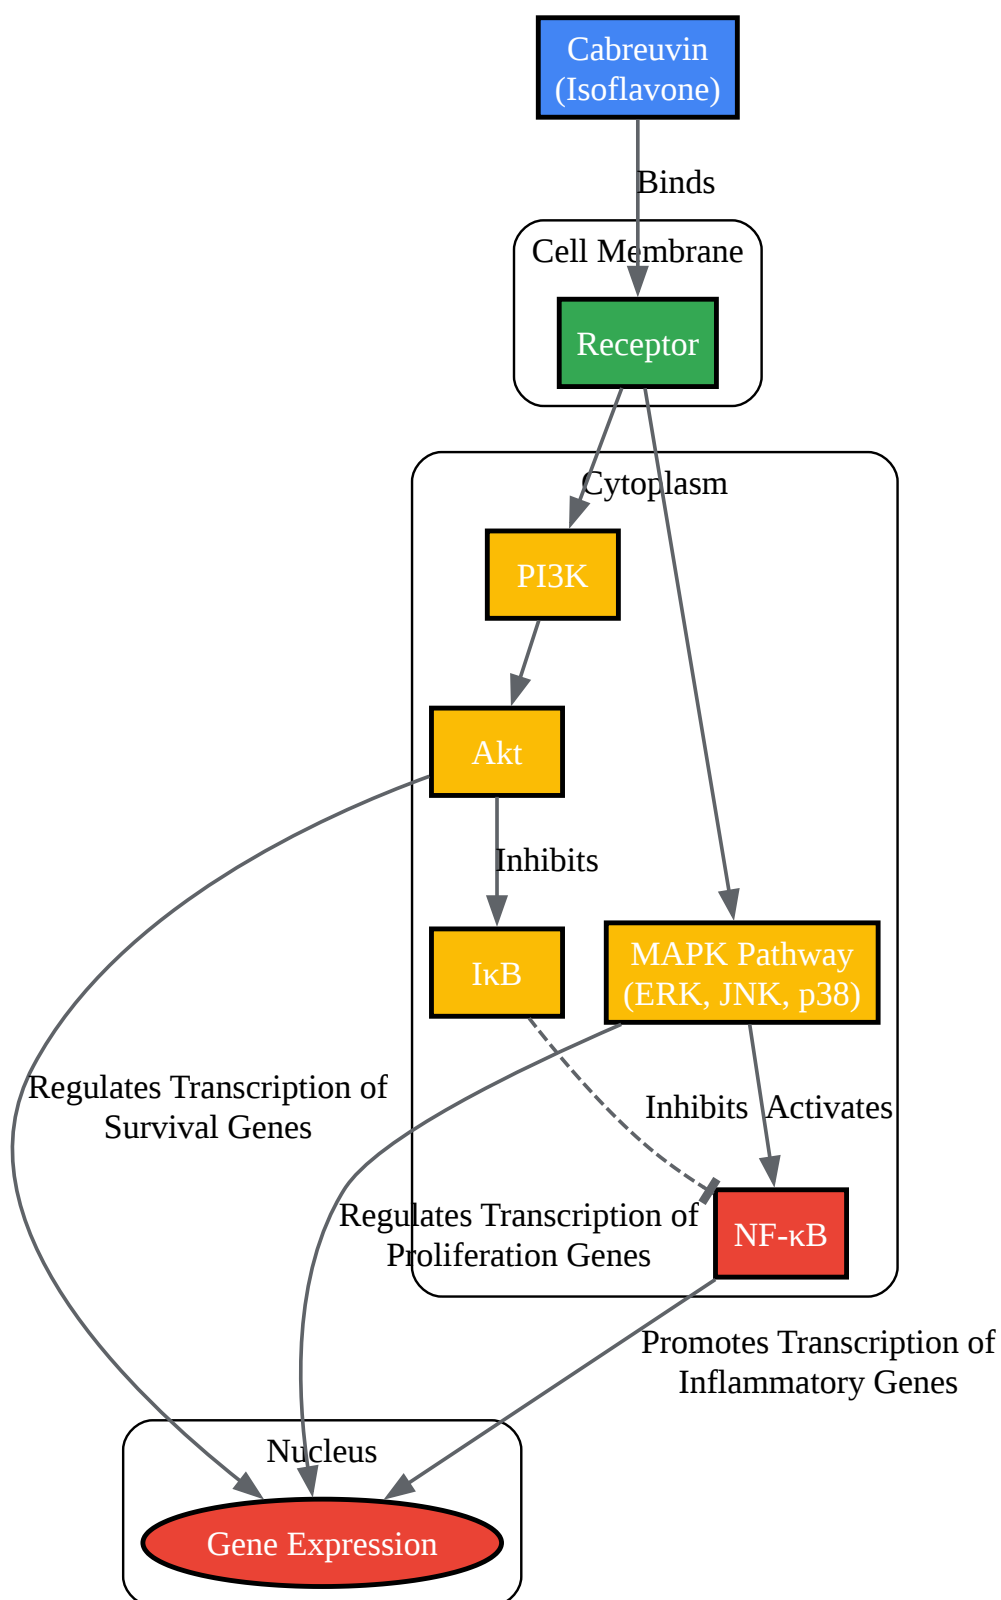 Cabreuvin
(Isoflavone)
Binds
Cell Membrane
Receptor
Cytoplasm
PI3K
Akt
Inhibits
IκB
MAPK Pathway
(ERK, JNK, p38)
Regulates Transcription of
Survival Genes
Inhibits
Activates
Regulates Transcription of
Proliferation Genes
NF-κB
Promotes Transcription of
Inflammatory Genes
Nucleus
Gene Expression